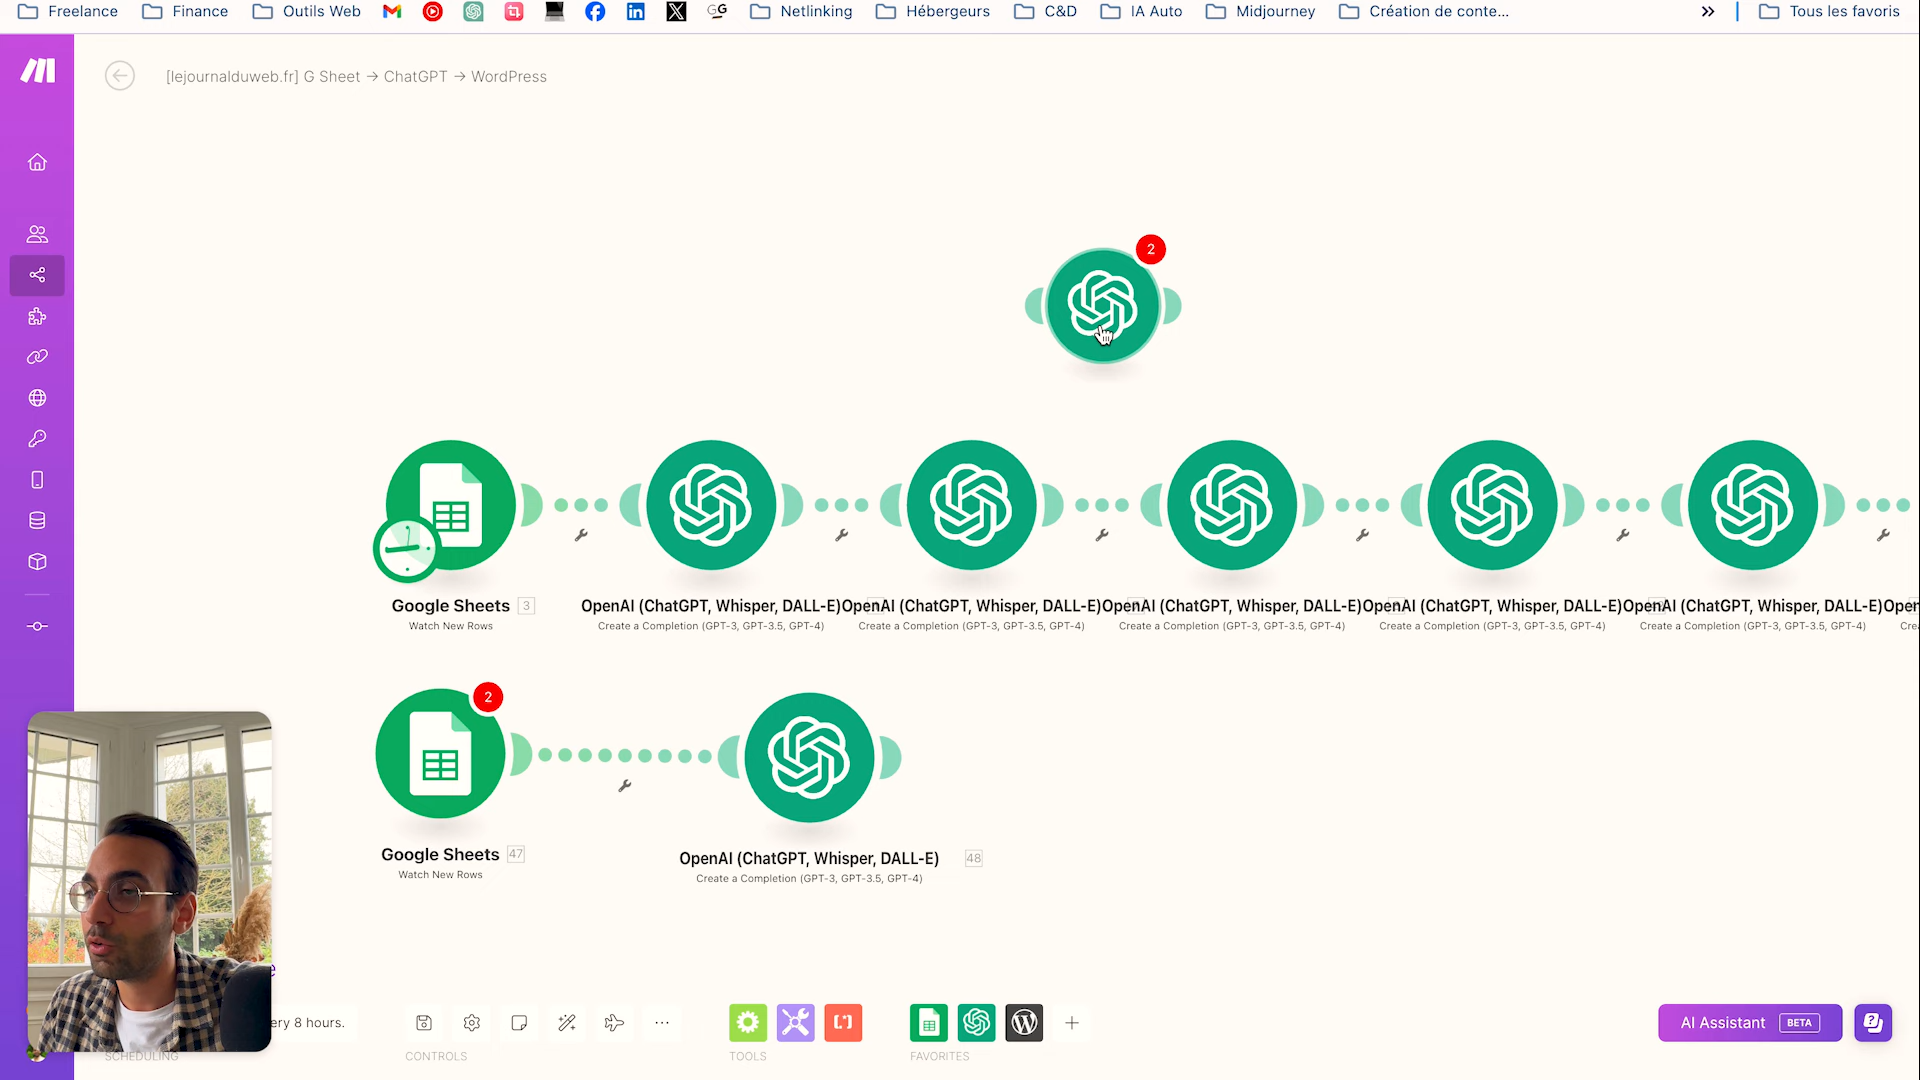 Freelance Finance Outils Web Netlinking Hébergeurs C&D IA Auto Midjourney Création de conte... Tous les favoris
[lejournalduweb.fr] G Sheet → ChatGPT → WordPress
2
Google Sheets 3
Watch New Rows
OpenAI (ChatGPT, Whisper, DALL-E)
Create a Completion (GPT-3, GPT-3.5, GPT-4)
OpenAI (ChatGPT, Whisper, DALL-E)
Create a Completion (GPT-3, GPT-3.5, GPT-4)
OpenAI (ChatGPT, Whisper, DALL-E)
Create a Completion (GPT-3, GPT-3.5, GPT-4)
OpenAI (ChatGPT, Whisper, DALL-E)
Create a Completion (GPT-3, GPT-3.5, GPT-4)
OpenAI (ChatGPT, Whisper, DALL-E)
Create a Completion (GPT-3, GPT-3.5, GPT-4)
Open
Crea
2
Google Sheets 47
Watch New Rows
OpenAI (ChatGPT, Whisper, DALL-E) 48
Create a Completion (GPT-3, GPT-3.5, GPT-4)
ery 8 hours.
SCHEDULING
CONTROLS
TOOLS
FAVORITES
AI Assistant BETA